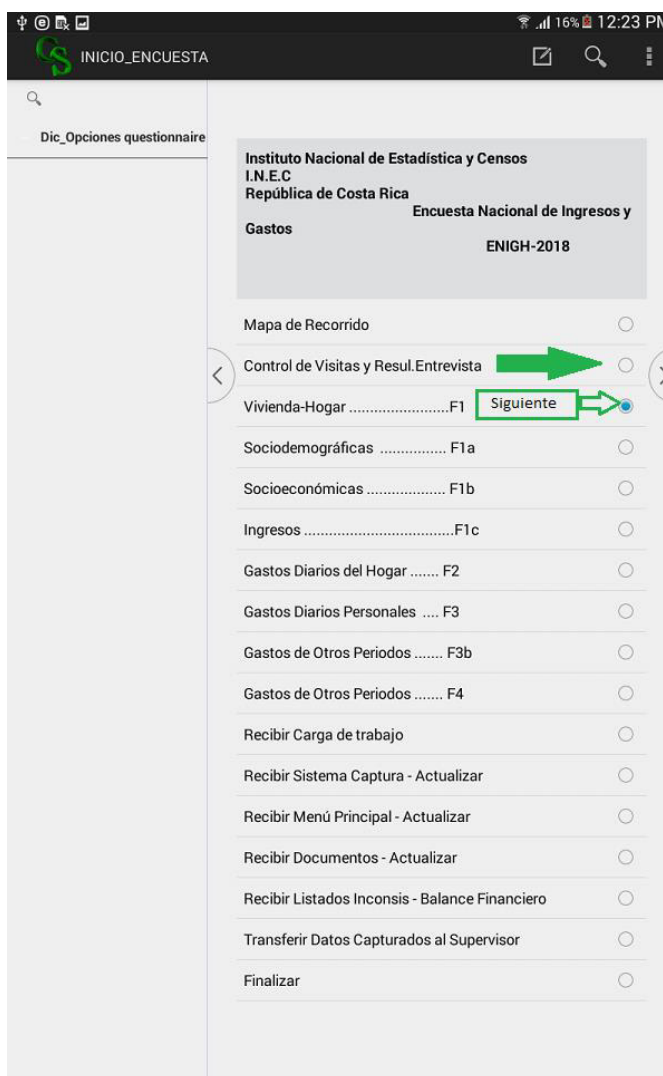 16% 12:23 PM
INICIO_ENCUESTA
Dic_Opciones questionnaire
Instituto Nacional de Estadística y Censos
I.N.E.C
República de Costa Rica
Encuesta Nacional de Ingresos y
Gastos
ENIGH-2018
Mapa de Recorrido
Control de Visitas y Resul.Entrevista
Vivienda-Hogar ........................F1 Siguiente
Sociodemográficas ................ F1a
Socioeconómicas ................... F1b
Ingresos ....................................F1c
Gastos Diarios del Hogar ....... F2
Gastos Diarios Personales .... F3
Gastos de Otros Periodos ....... F3b
Gastos de Otros Periodos ....... F4
Recibir Carga de trabajo
Recibir Sistema Captura - Actualizar
Recibir Menú Principal - Actualizar
Recibir Documentos - Actualizar
Recibir Listados Inconsis - Balance Financiero
Transferir Datos Capturados al Supervisor
Finalizar